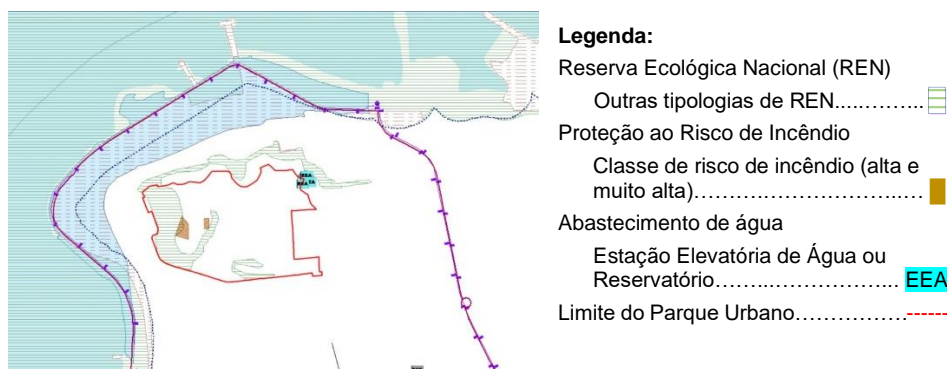 Legenda:
Reserva Ecológica Nacional (REN)
Outras tipologias de REN.....………..
Proteção ao Risco de Incêndio
Classe de risco de incêndio (alta e
muito alta)……….………………..…
Abastecimento de água
Estação Elevatória de Água ou
Reservatório……...……………... EEA
Limite do Parque Urbano……………
EEA